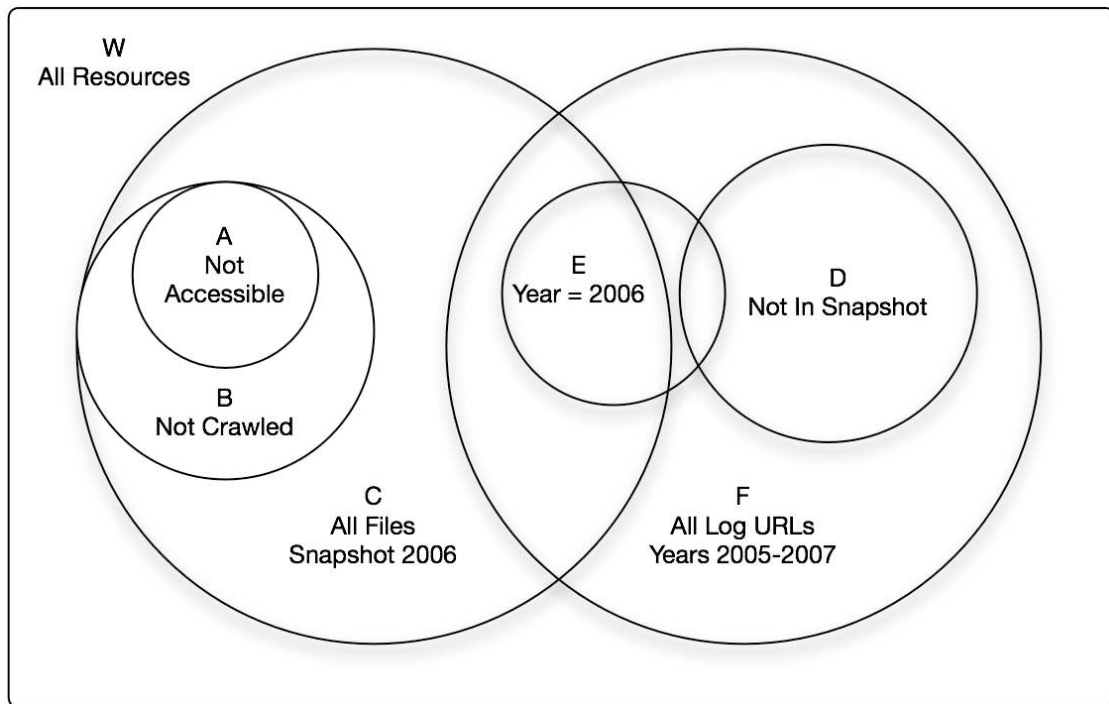 W
All Resources
A
Not
Accessible
B
Not Crawled
C
All Files
Snapshot 2006
E
Year = 2006
D
Not In Snapshot
F
All Log URLs
Years 2005-2007